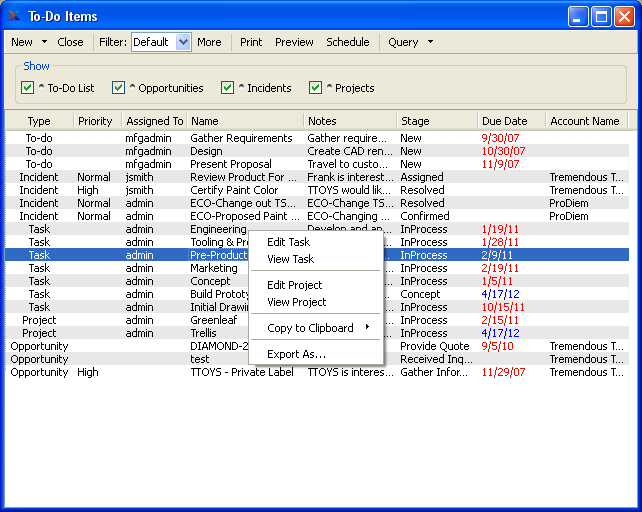 To-Do Items
New Close Filter: Default More Print Preview Schedule Query
Show
^ To-Do List ^ Opportunities ^ Incidents ^ Projects
Type Priority Assigned To Name Notes Stage Due Date Account Name
To-do mfgadmin Gather Requirements Gather require... New 9/30/07
To-do mfgadmin Design Create CAD ren... New 10/30/07
To-do mfgadmin Present Proposal Travel to custo... New 11/9/07
Incident Normal jsmith Review Product For ... Frank is interest... Assigned Tremendous T...
Incident High jsmith Certify Paint Color TTOYS would lik... Resolved Tremendous T...
Incident Normal admin ECO-Change out TS... ECO-Change TS... Resolved ProDiem
Incident Normal admin ECO-Proposed Paint ... ECO-Changing ... Confirmed ProDiem
Task admin Engineering Develop and ap... InProcess 1/19/11
Task admin Tooling & Pr InProcess 1/28/11
Task admin Pre-Product InProcess 2/9/11
Task admin Marketing InProcess 2/19/11
Task admin Concept InProcess 1/5/11
Task admin Build Prototy Concept 4/17/12
Task admin Initial Drawin InProcess 10/15/11
Project admin Greenleaf InProcess 2/15/11
Project admin Trellis InProcess 4/17/12
Opportunity DIAMOND-2 Provide Quote 9/5/10 Tremendous T...
Opportunity test Received Inq... Tremendous T...
Opportunity High TTOYS - Private Label TTOYS is interes... Gather Infor... 11/29/07 Tremendous T...
Edit Task
View Task
Edit Project
View Project
Copy to Clipboard
Export As...